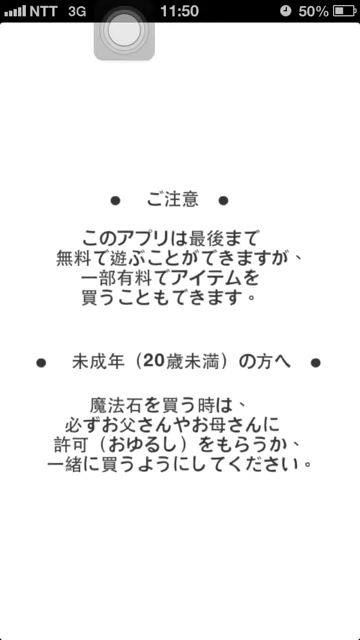 NTT 3G 11:50 50%
● ご注意 ●
このアプリは最後まで
無料で遊ぶことができますが、
一部有料でアイテムを
買うこともできます。
● 未成年（20歳未満）の方へ ●
魔法石を買う時は、
必ずお父さんやお母さんに
許可（おゆるし）をもらうか、
一緒に買うようにしてください。